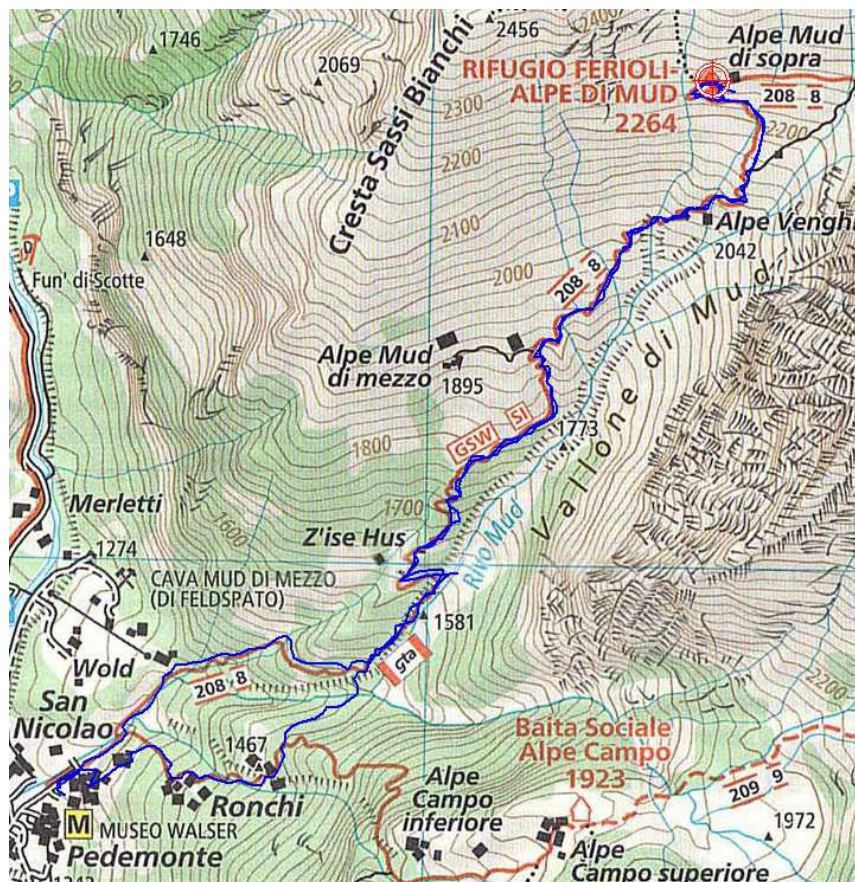 1746
2069
2456
2400
Alpe Mud
di sopra
RIFUGIO FERIOLI-
ALPE DI MUD
2264
208 8
2300
2200
2200
2100
2000
Cresta Sassi Bianchi
Alpe Vengh
2042
1648
Fun' di Scotte
208 8
Alpe Mud
di mezzo
1895
GSW SI
1773
Vallone di Mud
1800
1700
1600
Merletti
1274
Z'ise Hus
Rivo Mud
CAVA MUD DI MEZZO
(DI FELDSPATO)
1581
gta
Wold
208 8
San
Nicolao
2200
1467
Baita Sociale
Alpe Campo
1923
Ronchi
Alpe
Campo
inferiore
209 9
1972
M
MUSEO WALSER
Pedemonte
Alpe
Campo superiore